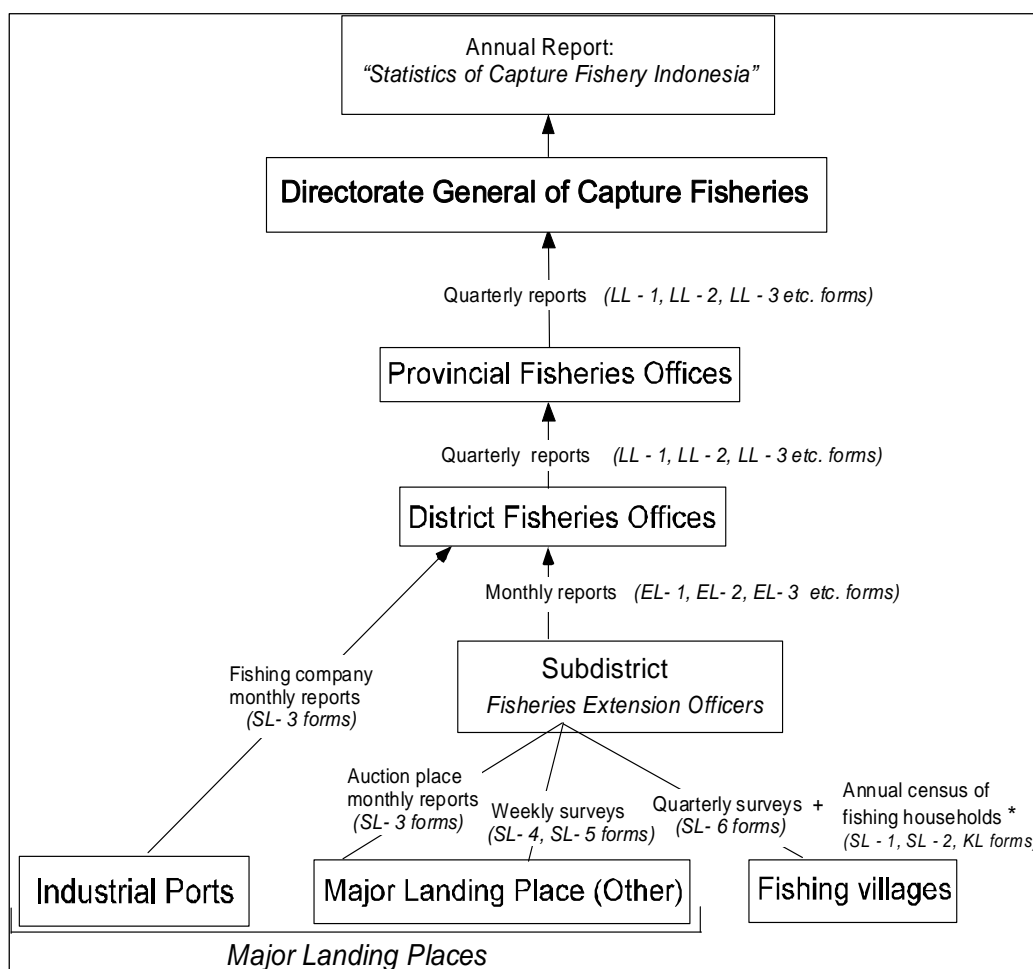 Annual Report:
“Statistics of Capture Fishery Indonesia”
Directorate General of Capture Fisheries
Quarterly reports (LL - 1, LL - 2, LL - 3 etc. forms)
Provincial Fisheries Offices
Quarterly reports (LL - 1, LL - 2, LL - 3 etc. forms)
District Fisheries Offices
Monthly reports (EL- 1, EL- 2, EL- 3 etc. forms)
Subdistrict
Fisheries Extension Officers
Fishing company
monthly reports
(SL- 3 forms)
Auction place
monthly reports
(SL- 3 forms)
Weekly surveys
(SL- 4, SL- 5 forms)
Quarterly surveys +
(SL- 6 forms)
Annual census of
fishing households *
(SL - 1, SL - 2, KL forms)
Industrial Ports
Major Landing Place (Other)
Fishing villages
Major Landing Places